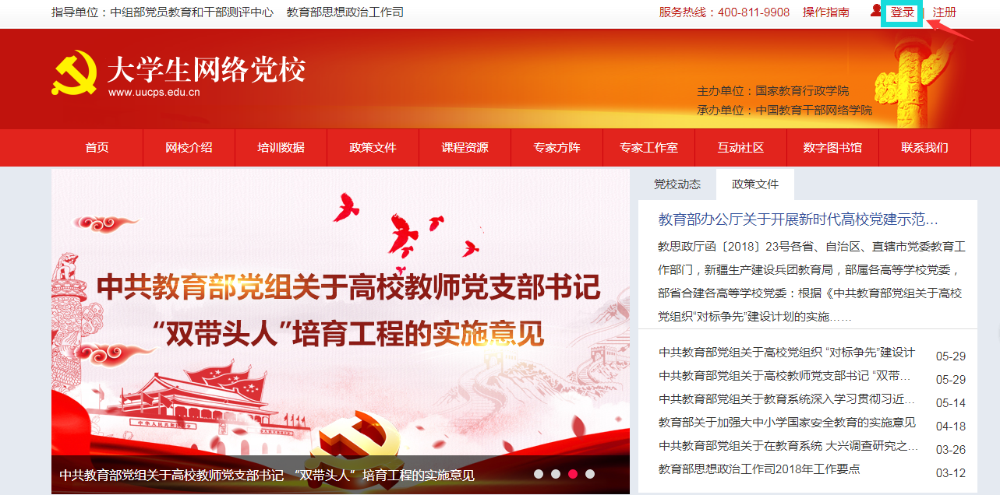 指导单位：中组部党员教育和干部测评中心 教育部思想政治工作司
服务热线：400-811-9908 操作指南 登录 注册
大学生网络党校
www.uucps.edu.cn
主办单位：国家教育行政学院
承办单位：中国教育干部网络学院
首页 网校介绍 培训数据 政策文件 课程资源 专家方阵 专家工作室 互动社区 数字图书馆 联系我们
中共教育部党组关于高校教师党支部书记
“双带头人”培育工程的实施意见
中共教育部党组关于高校教师党支部书记 “双带头人” 培育工程的实施意见
党校动态 政策文件
教育部办公厅关于开展新时代高校党建示范...
教思政厅函〔2018〕23号各省、自治区、直辖市党委教育工
作部门，新疆生产建设兵团教育局，部属各高等学校党委，
部省合建各高等学校党委：根据《中共教育部党组关于高校
党组织“对标争先”建设计划的实施……
中共教育部党组关于高校党组织 “对标争先”建设计 05-29
中共教育部党组关于高校教师党支部书记 “双带... 05-29
中共教育部党组关于教育系统深入学习贯彻习近... 05-14
教育部关于加强大中小学国家安全教育的实施意见 04-18
中共教育部党组关于在教育系统 大兴调查研究之... 03-26
教育部思想政治工作司2018年工作要点 03-12